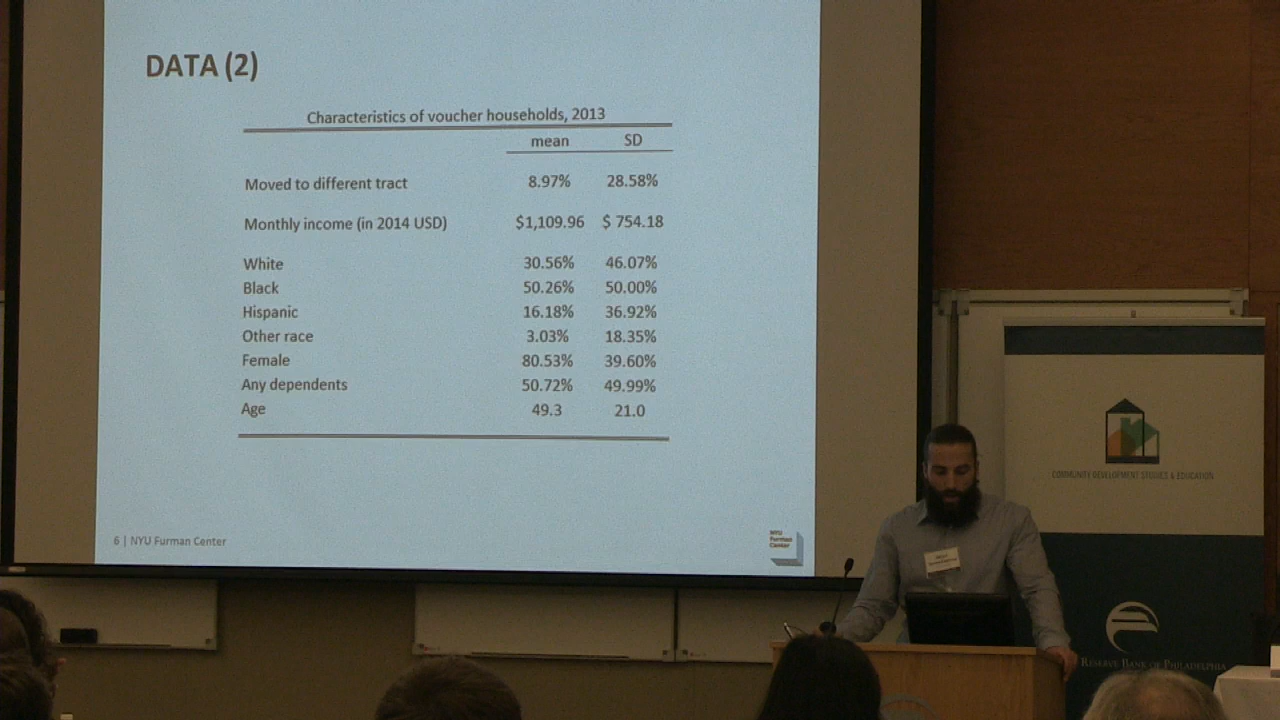 DATA (2)
Characteristics of voucher households, 2013
mean SD
Moved to different tract 8.97% 28.58%
Monthly income (in 2014 USD) $1,109.96 $ 754.18
White 30.56% 46.07%
Black 50.26% 50.00%
Hispanic 16.18% 36.92%
Other race 3.03% 18.35%
Female 80.53% 39.60%
Any dependents 50.72% 49.99%
Age 49.3 21.0
6 | NYU Furman Center
NYU
Furman
Center
COMMUNITY DEVELOPMENT STUDIES & EDUCATION
RESERVE BANK OF PHILADELPHIA